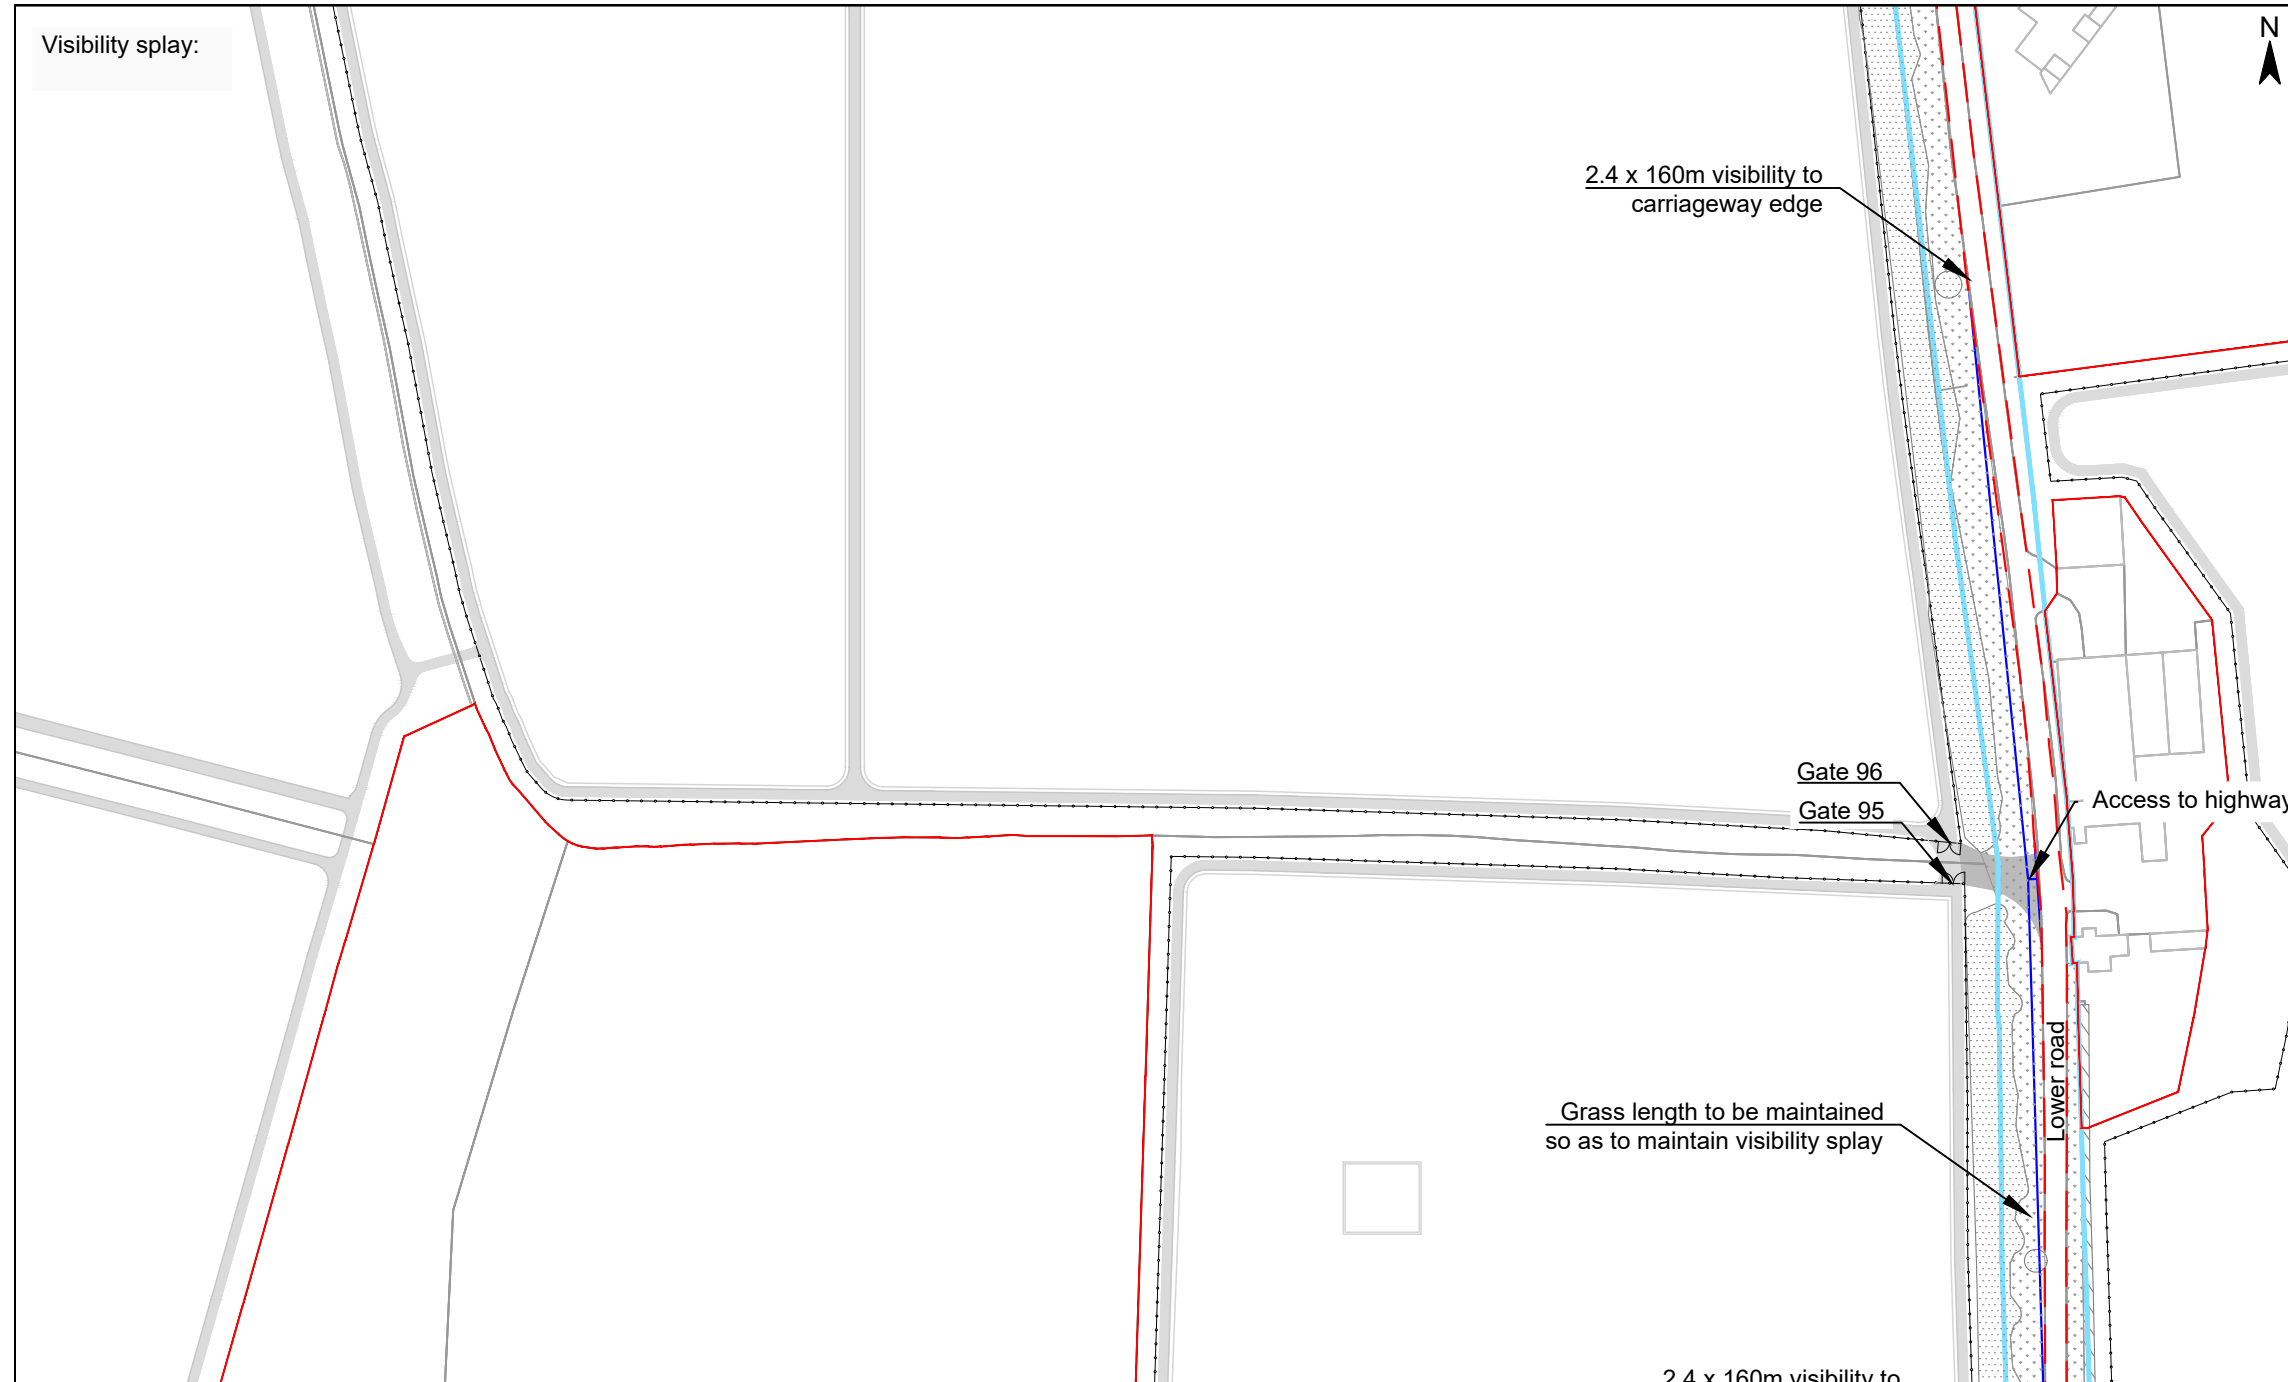 Visibility splay:
N
2.4 x 160m visibility to
carriageway edge
Gate 96
Gate 95
Access to highway
Lower road
Grass length to be maintained
so as to maintain visibility splay
2.4 x 160m visibility to